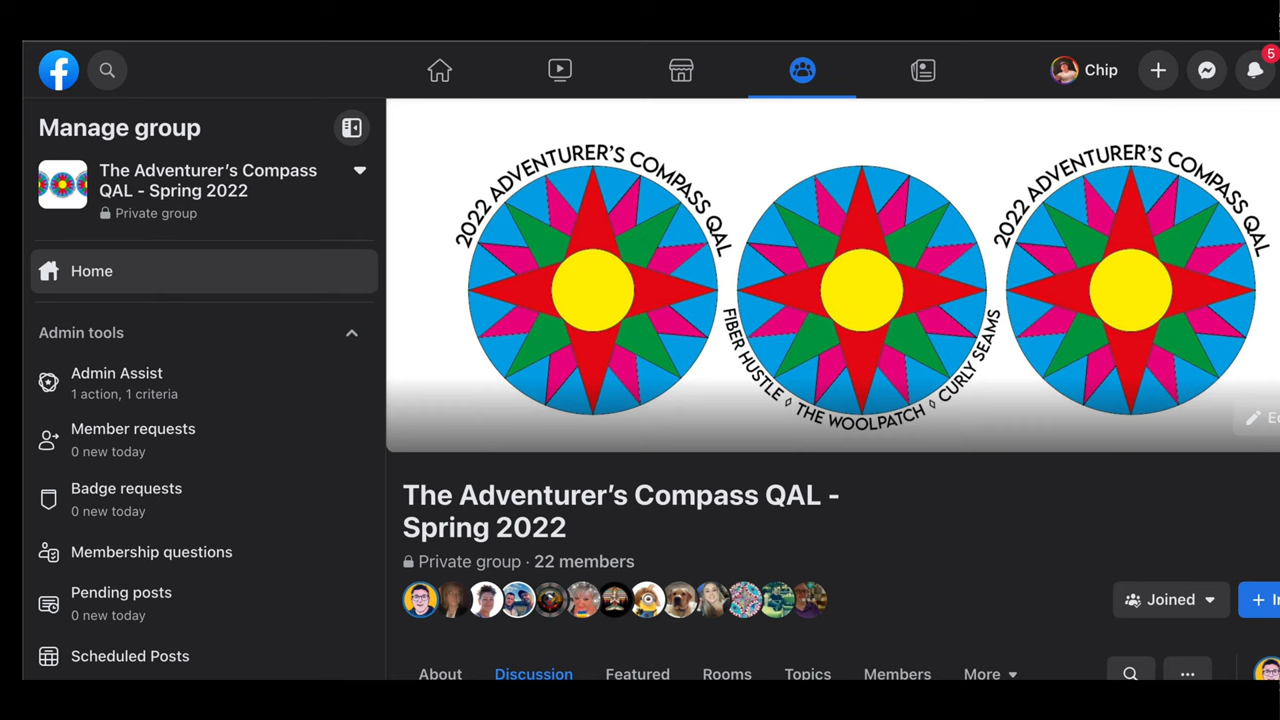 Chip
5
Manage group
The Adventurer's Compass
QAL - Spring 2022
Private group
Home
Admin tools
Admin Assist
1 action, 1 criteria
Member requests
0 new today
Badge requests
0 new today
Membership questions
Pending posts
0 new today
Scheduled Posts
2022 ADVENTURER'S COMPASS QAL
FIBER HUSTLE ◊ THE WOOLPATCH ◊ CURLY SEAMS
2022 ADVENTURER'S COMPASS QAL
The Adventurer's Compass QAL -
Spring 2022
Private group · 22 members
Joined
About Discussion Featured Rooms Topics Members More